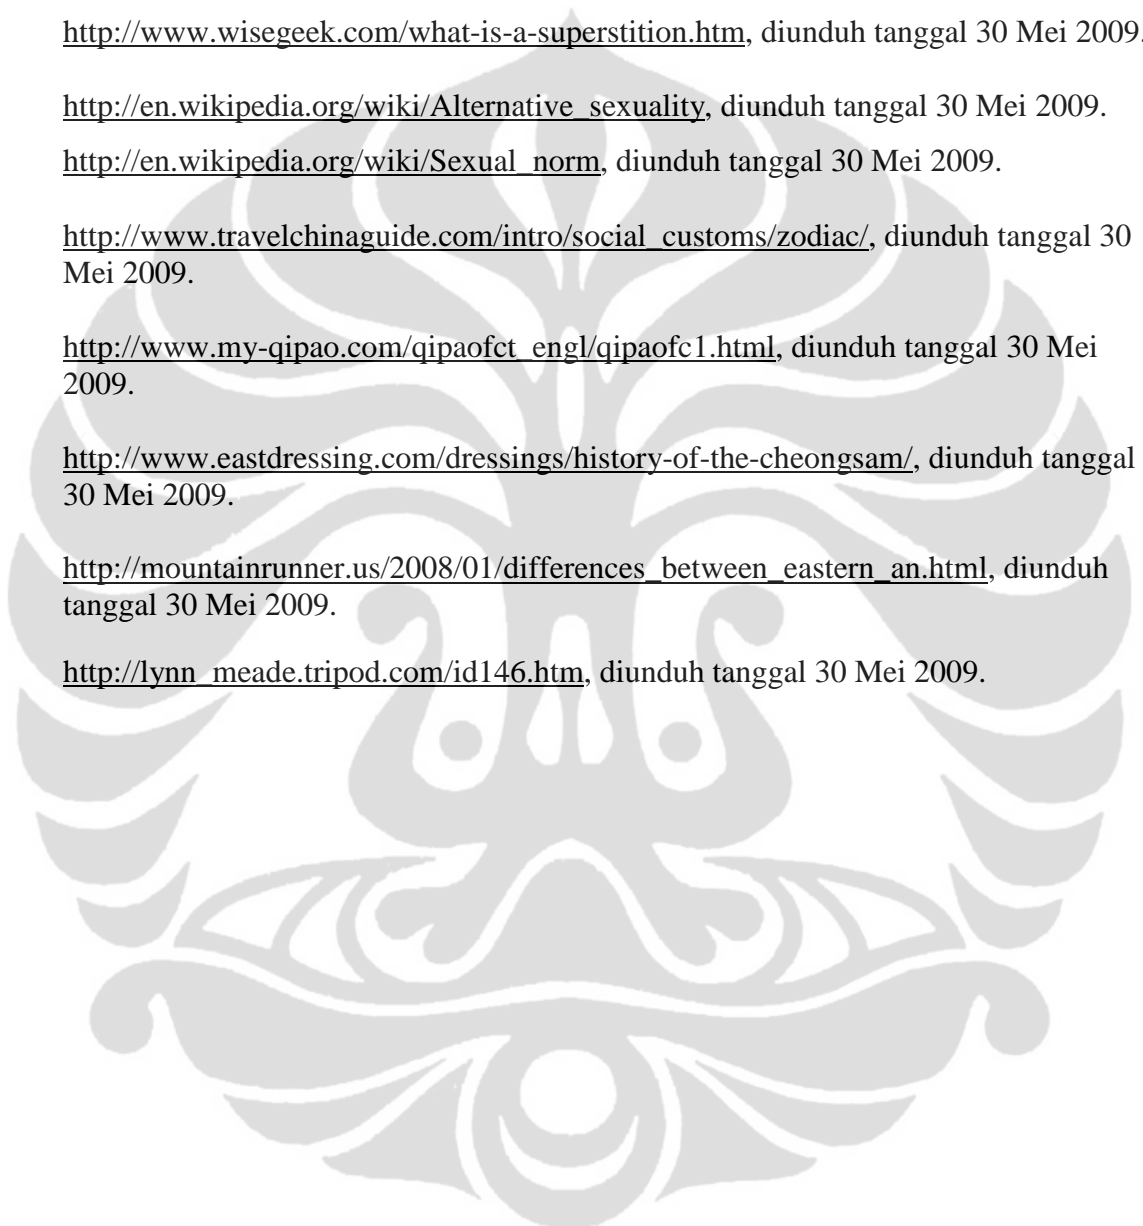 http://www.wisegeek.com/what-is-a-superstition.htm, diunduh tanggal 30 Mei 2009.
http://en.wikipedia.org/wiki/Alternative_sexuality, diunduh tanggal 30 Mei 2009.
http://en.wikipedia.org/wiki/Sexual_norm, diunduh tanggal 30 Mei 2009.
http://www.travelchinaguide.com/intro/social_customs/zodiac/, diunduh tanggal 30
Mei 2009.
http://www.my-qipao.com/qipaofct_engl/qipaofc1.html, diunduh tanggal 30 Mei
2009.
http://www.eastdressing.com/dressings/history-of-the-cheongsam/, diunduh tanggal
30 Mei 2009.
http://mountainrunner.us/2008/01/differences_between_eastern_an.html, diunduh
tanggal 30 Mei 2009.
http://lynn_meade.tripod.com/id146.htm, diunduh tanggal 30 Mei 2009.